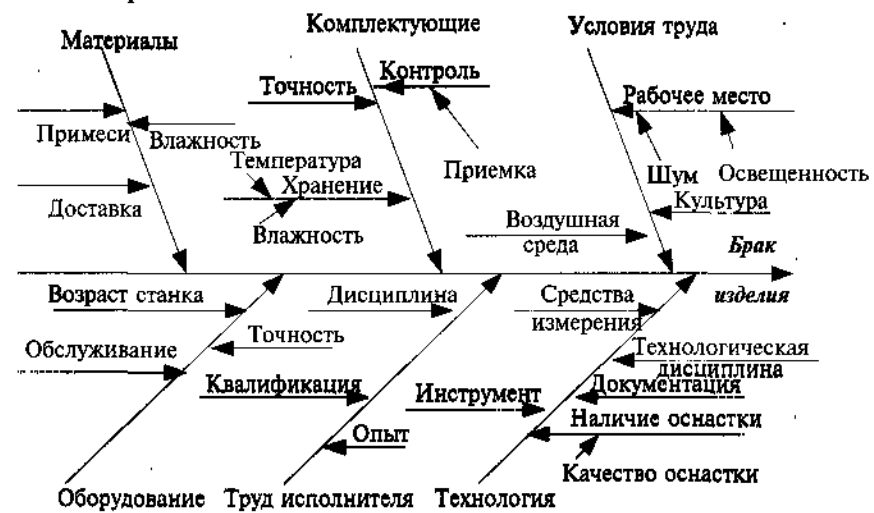 Материалы
Комплектующие
Условия труда
Точность
Контроль
Рабочее место
Примеси
Влажность
Температура
Хранение
Приемка
Шум
Освещенность
Доставка
Культура
Влажность
Воздушная
среда
Брак
изделия
Возраст станка
Дисциплина
Средства
измерения
Точность
Обслуживание
Технологическая
дисциплина
Квалификация
Инструмент
Документация
Опыт
Наличие оснастки
Качество оснастки
Оборудование
Труд исполнителя
Технология